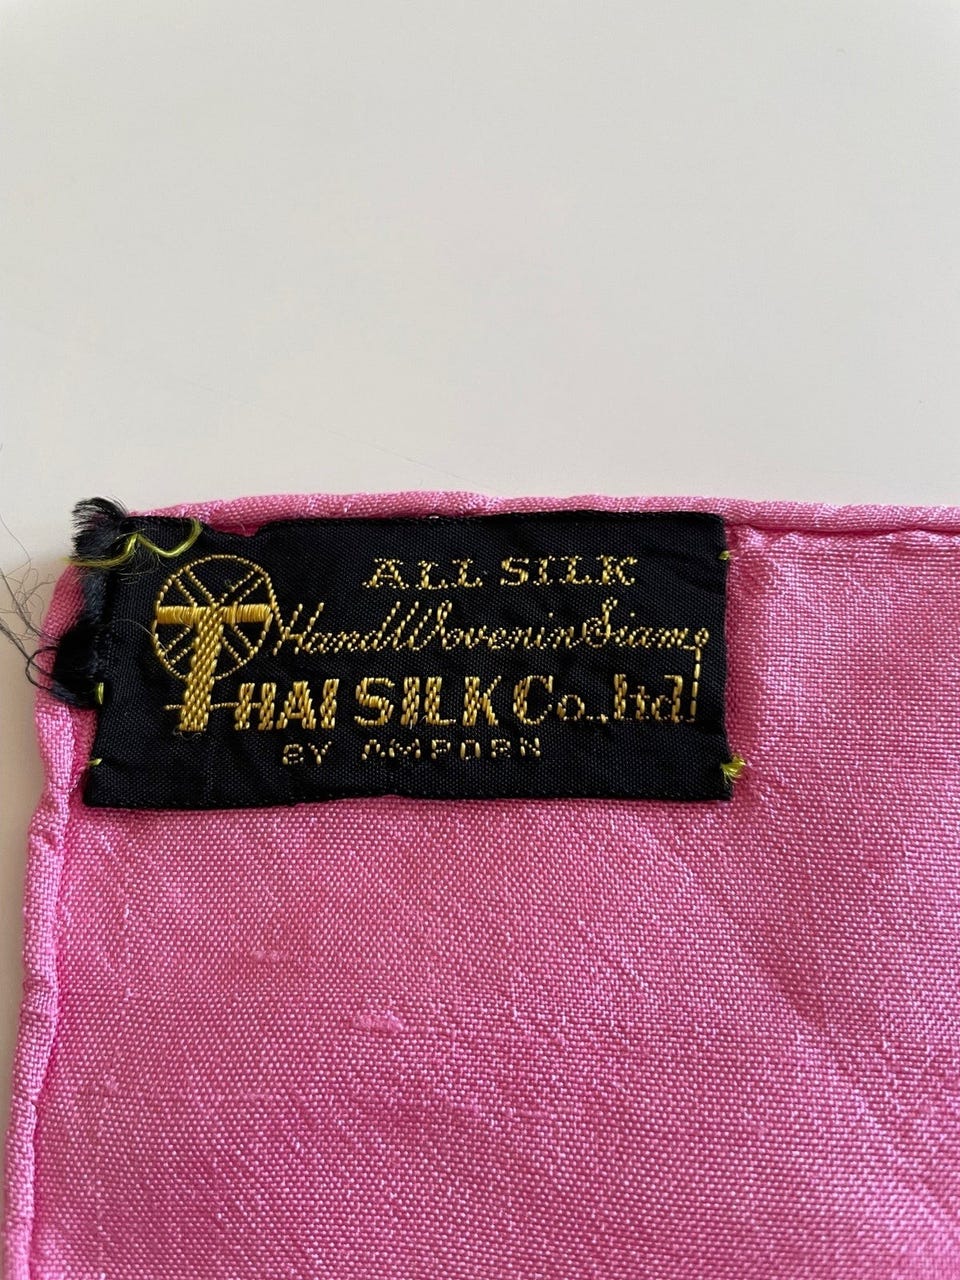 ALL SILK
Hand Woven in Siam
THAI SILK Co.,ltd.
BY AMPORN